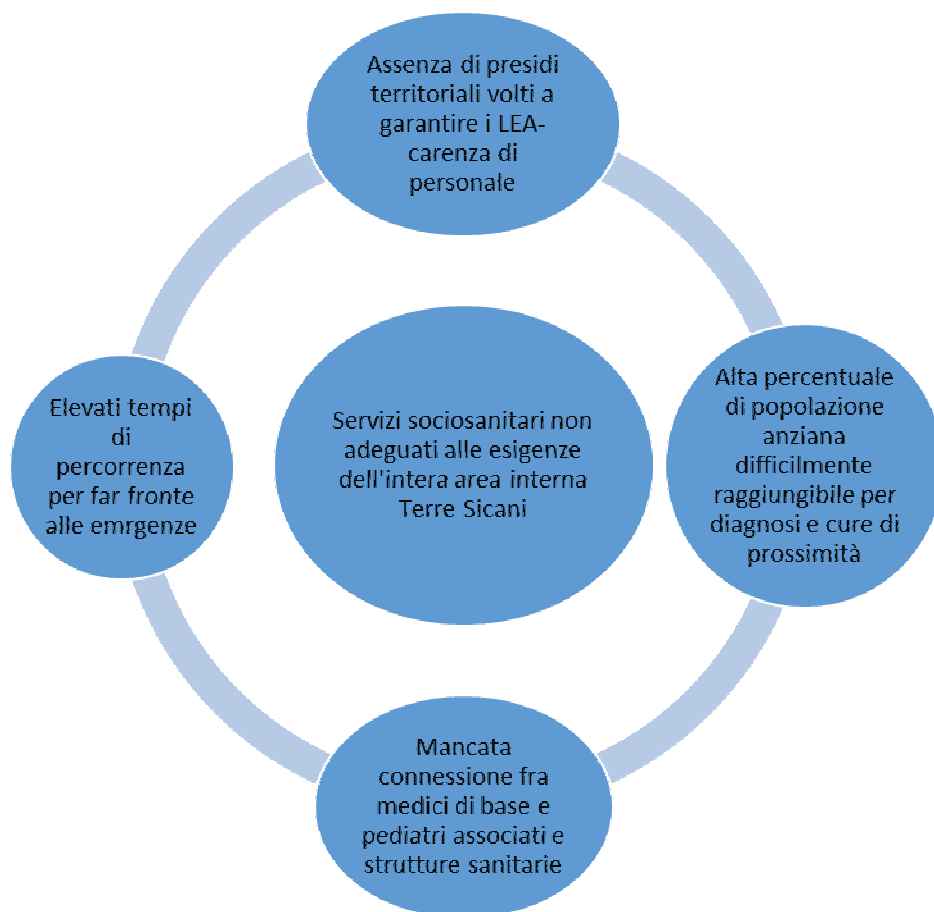 Assenza di presidi
territoriali volti a
garantire i LEA-
carenza di
personale
Alta percentuale
di popolazione
anziana
difficilmente
raggiungibile per
diagnosi e cure di
prossimità
Mancata
connessione fra
medici di base e
pediatri associati e
strutture sanitarie
Elevati tempi
di
percorrenza
per far fronte
alle emrgenze
Servizi sociosanitari non
adeguati alle esigenze
dell'intera area interna
Terre Sicani